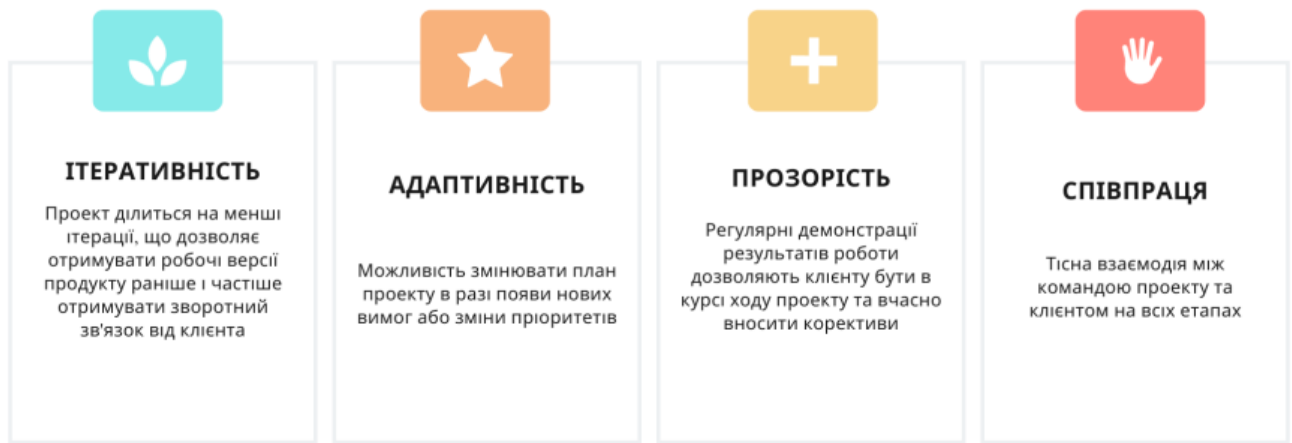 ІТЕРАТИВНІСТЬ
Проект ділиться на менші
ітерації, що дозволяє
отримувати робочі версії
продукту раніше і частіше
отримувати зворотний
зв'язок від клієнта
АДАПТИВНІСТЬ
Можливість змінювати план
проекту в разі появи нових
вимог або зміни пріоритетів
ПРОЗОРІСТЬ
Регулярні демонстрації
результатів роботи
дозволяють клієнту бути в
курсі ходу проекту та вчасно
вносити корективи
СПІВПРАЦЯ
Тісна взаємодія між
командою проекту та
клієнтом на всіх етапах